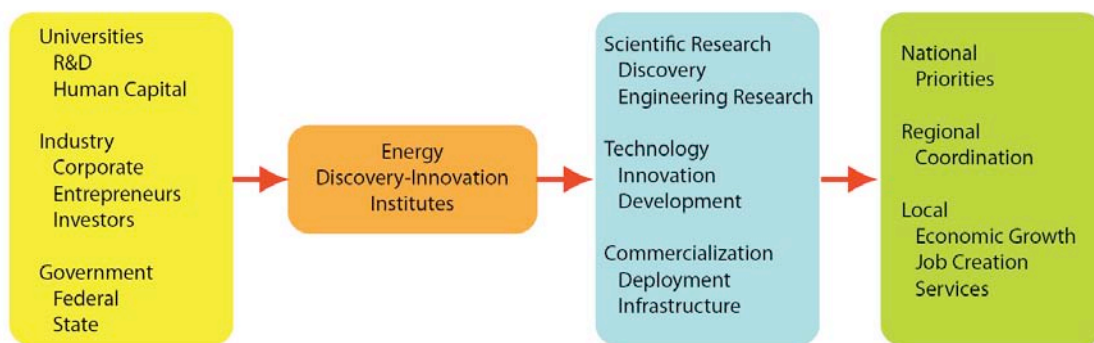 Universities
R&D
Human Capital
Industry
Corporate
Entrepreneurs
Investors
Government
Federal
State
Energy
Discovery-Innovation
Institutes
Scientific Research
Discovery
Engineering Research
Technology
Innovation
Development
Commercialization
Deployment
Infrastructure
National
Priorities
Regional
Coordination
Local
Economic Growth
Job Creation
Services